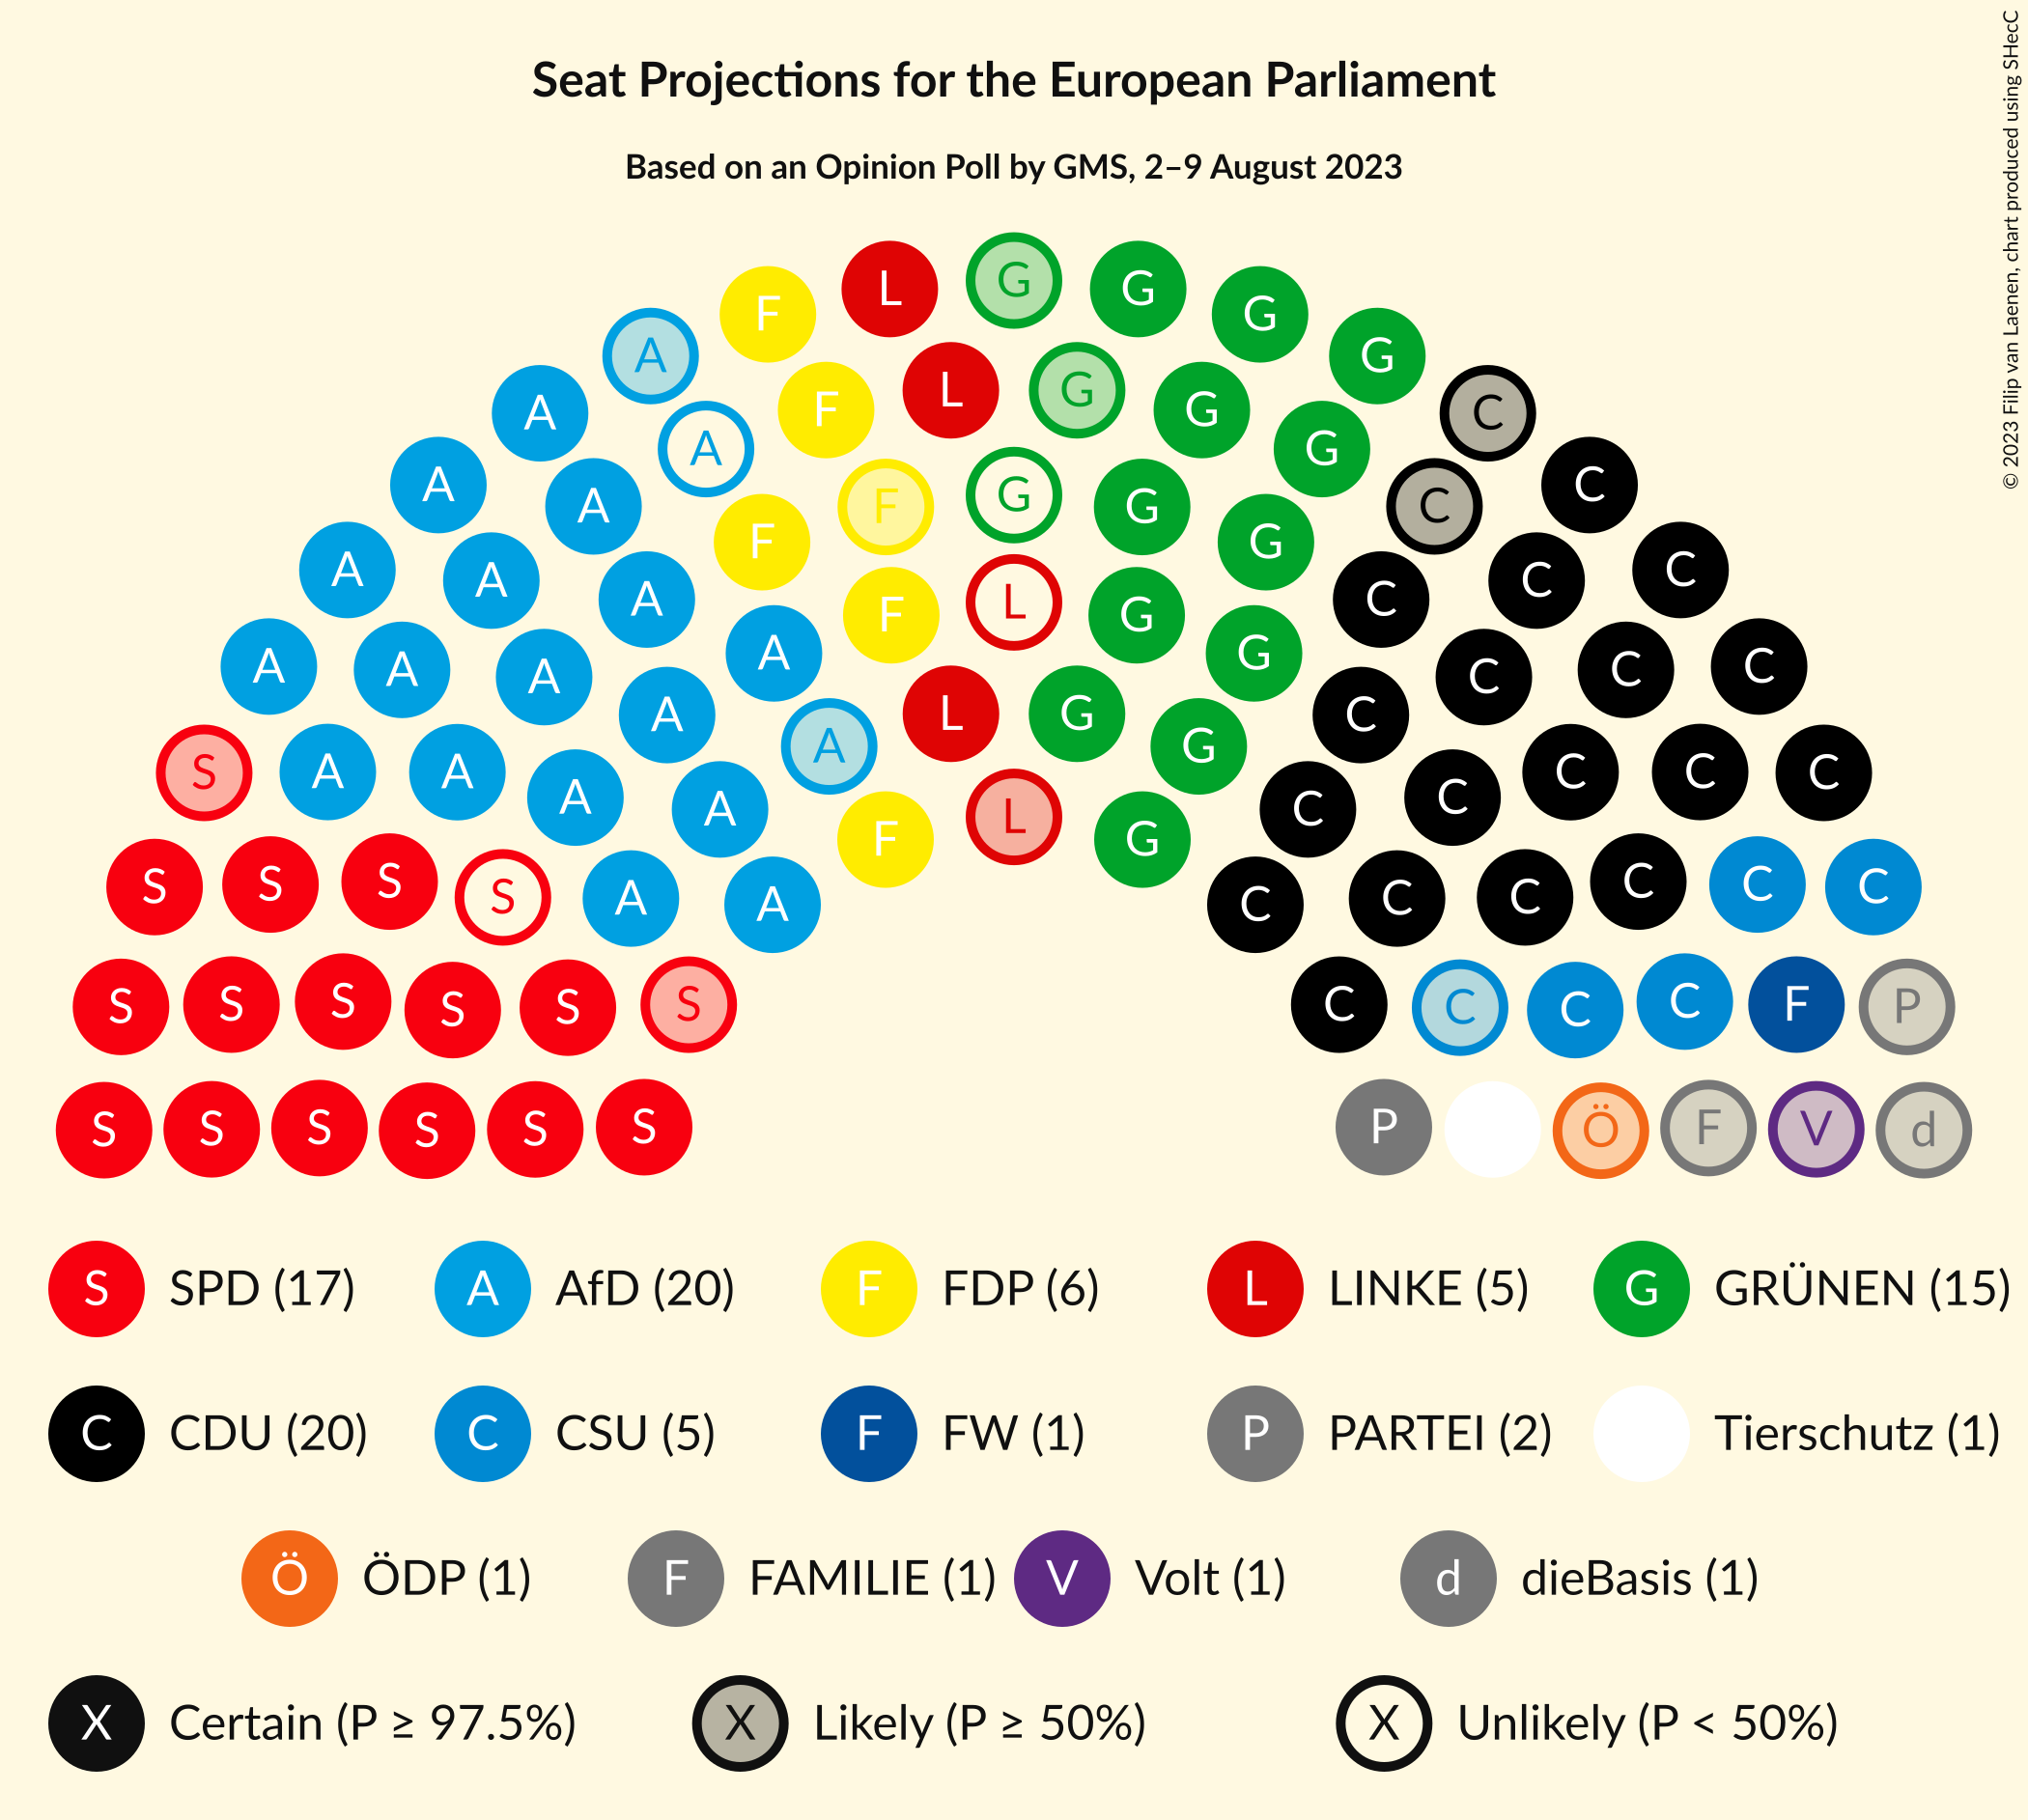 Seat Projections for the European Parliament
Based on an Opinion Poll by GMS, 2–9 August 2023
© 2023 Filip van Laenen, chart produced using SHecC
G
L G
F G
A G
A C
L G
F G
A G
A C
A C
G
F G
F G
A C
A C
A C
L
F G
A G
A C
A C
A C
A C
L G
A G
A C
A C
A C
A C
S C
L
F G
A C
A C
A C
S C
S C
S C
S C
S S S S S S C C C C F P
S S S S S S P Ö F V d
S SPD (17) A AfD (20) F FDP (6) L LINKE (5) G GRÜNEN (15)
C CDU (20) C CSU (5) F FW (1) P PARTEI (2) Tierschutz (1)
Ö ÖDP (1) F FAMILIE (1) V Volt (1) d dieBasis (1)
X Certain (P ≥ 97.5%) X Likely (P ≥ 50%) X Unlikely (P < 50%)